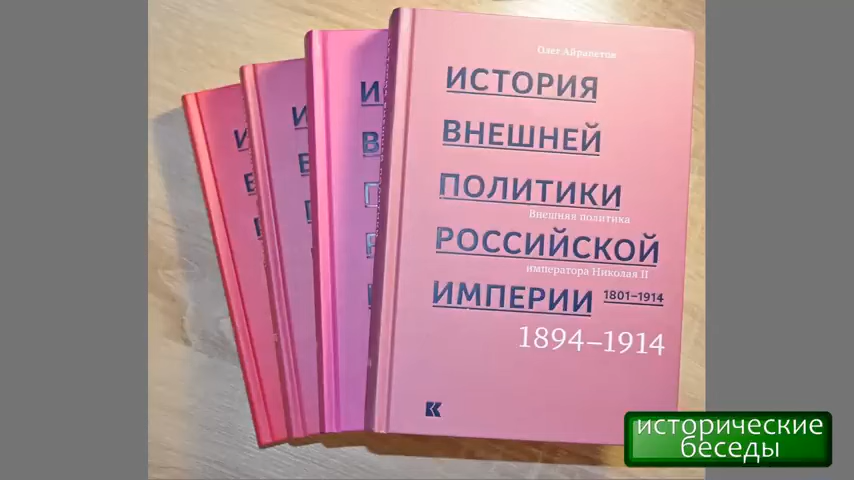 Олег Айрапетов
ИСТОРИЯ
ВНЕШНЕЙ
ПОЛИТИКИ
Внешняя политика
РОССИЙСКОЙ
императора Николая II
ИМПЕРИИ 1801–1914
1894–1914
исторические
беседы